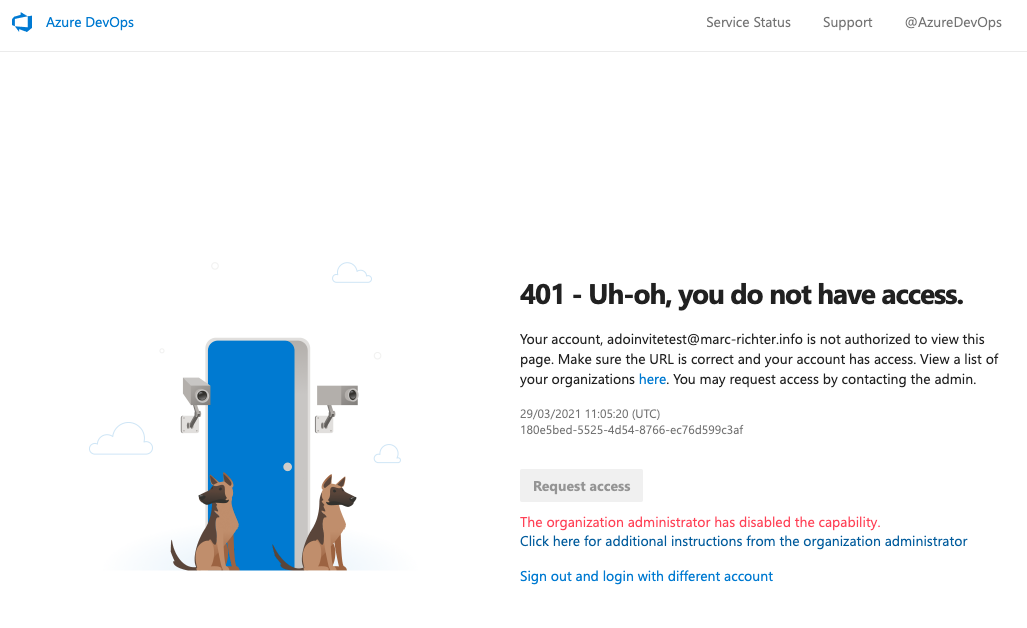 Azure DevOps
Service Status
Support
@AzureDevOps
401 - Uh-oh, you do not have access.
Your account, adoinvitetest@marc-richter.info is not authorized to view this
page. Make sure the URL is correct and your account has access. View a list of
your organizations here. You may request access by contacting the admin.
29/03/2021 11:05:20 (UTC)
180e5bed-5525-4d54-8766-ec76d599c3af
Request access
The organization administrator has disabled the capability.
Click here for additional instructions from the organization administrator
Sign out and login with different account